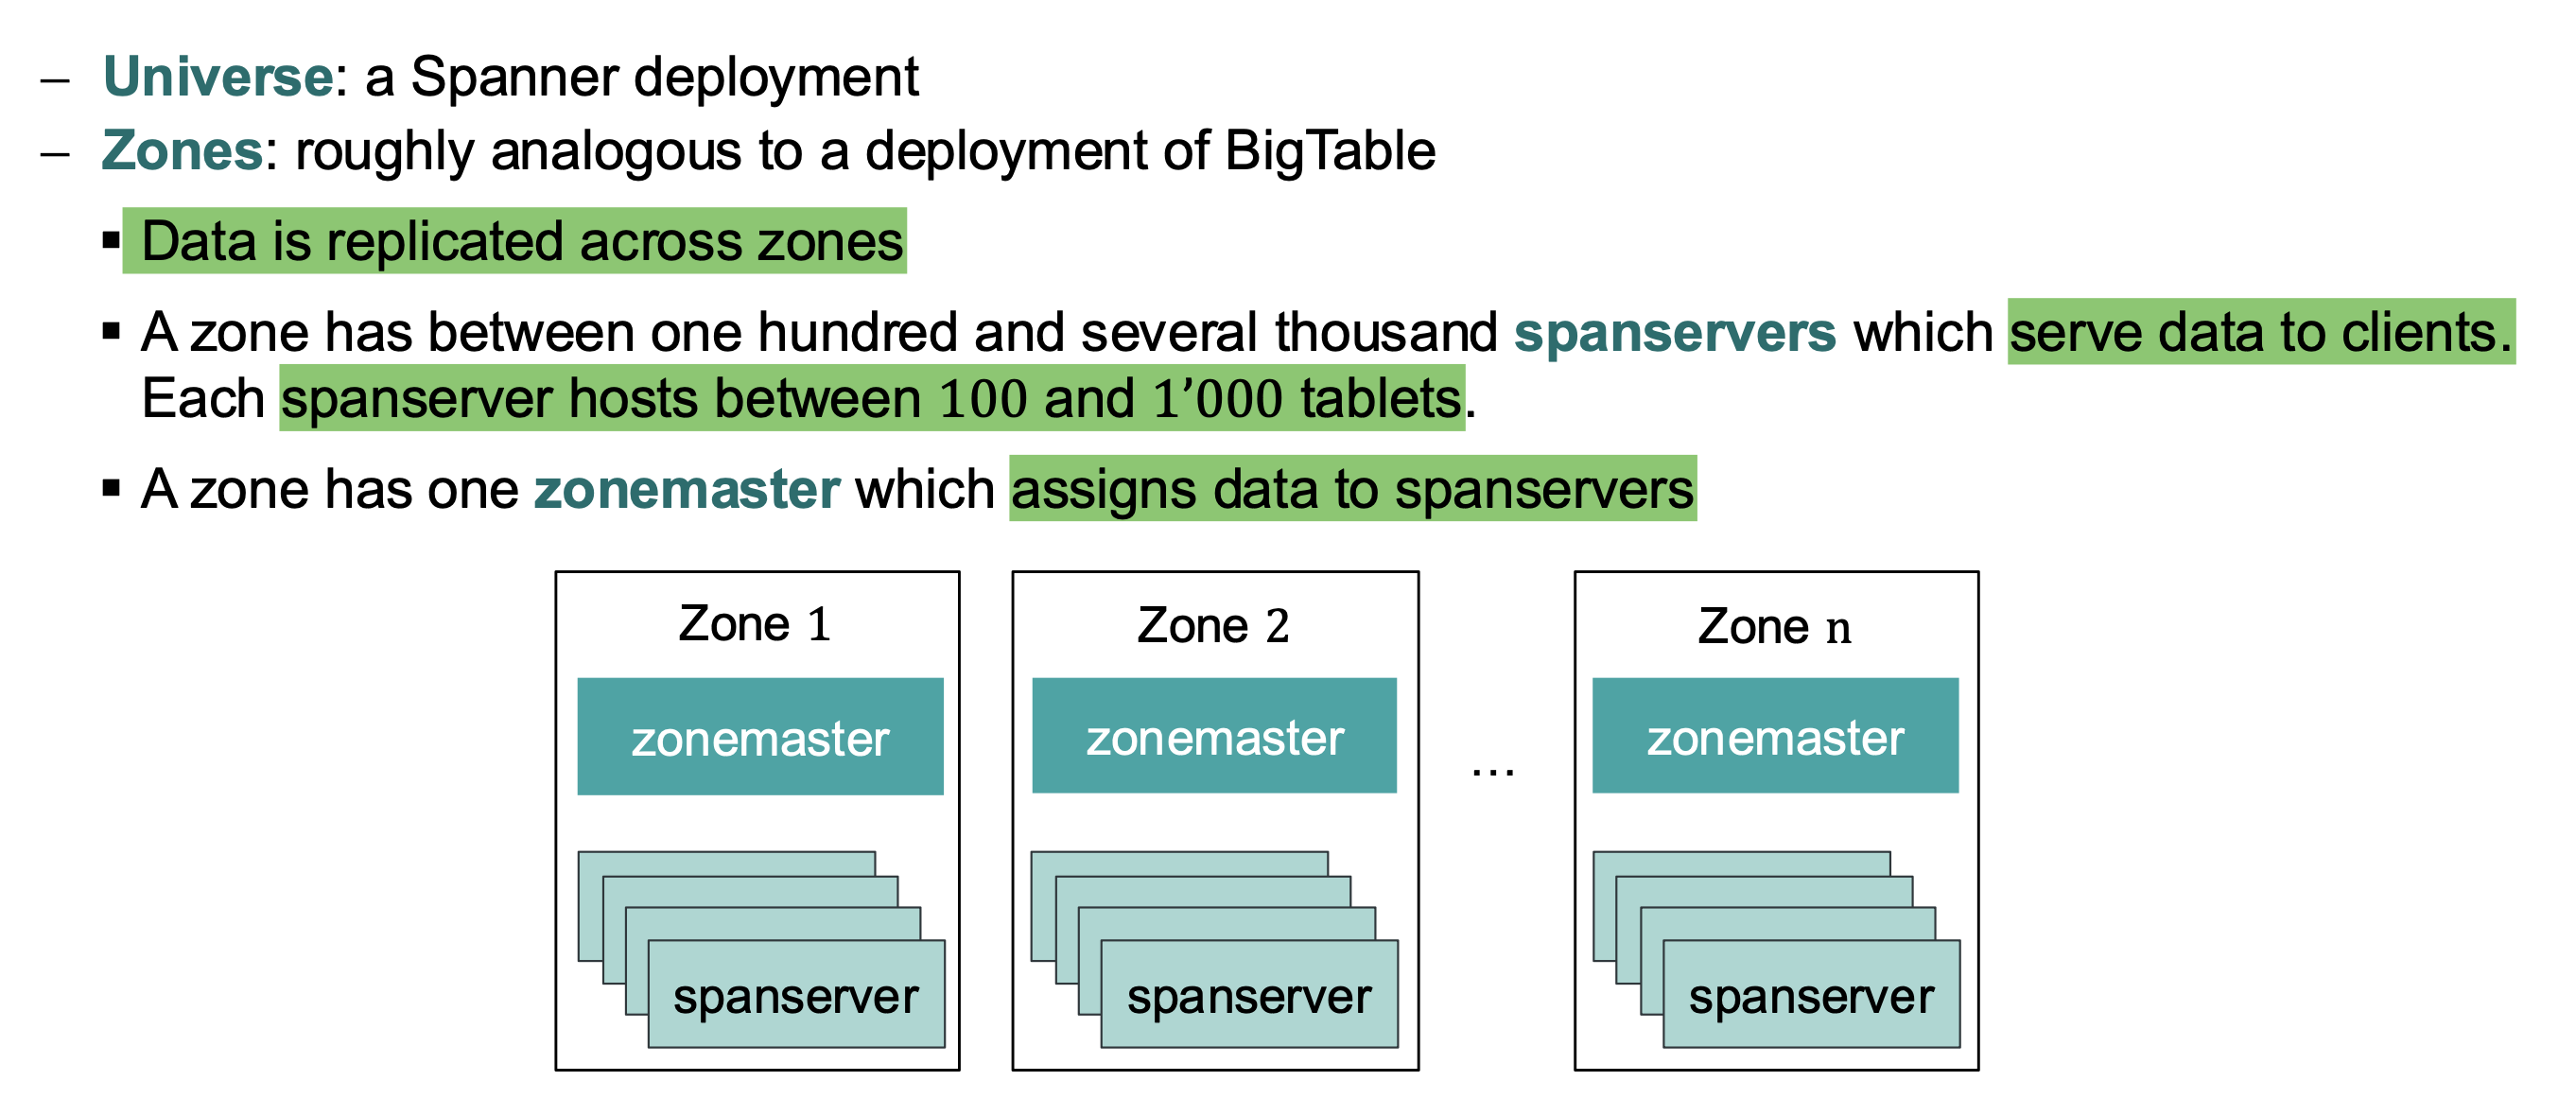 – Universe: a Spanner deployment
– Zones: roughly analogous to a deployment of BigTable
▪ Data is replicated across zones
▪ A zone has between one hundred and several thousand spanservers which serve data to clients.
Each spanserver hosts between 100 and 1’000 tablets.
▪ A zone has one zonemaster which assigns data to spanservers
Zone 1
zonemaster
spanserver
Zone 2
zonemaster
spanserver
...
Zone n
zonemaster
spanserver